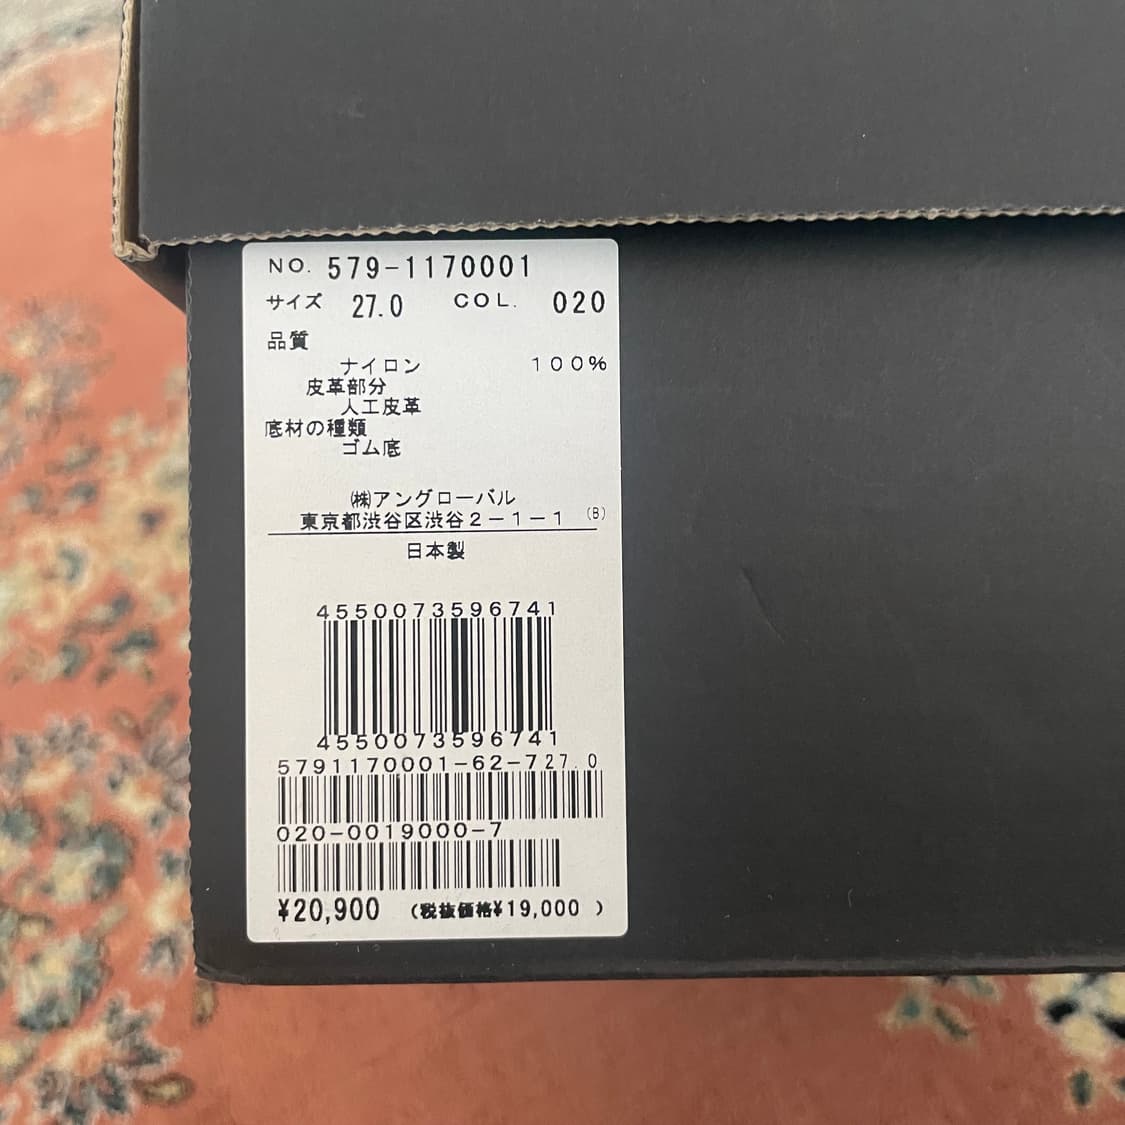 NO. 579-1170001
サイズ 27.0 COL. 020
品質
ナイロン 100%
皮革部分
人工皮革
底材の種類
ゴム底
㈱アングローバル
東京都渋谷区渋谷2-1-1 (B)
日本製
4550073596741
4550073596741
5791170001-62-727.0
020-0019000-7
¥20,900 (税抜価格¥19,000 )